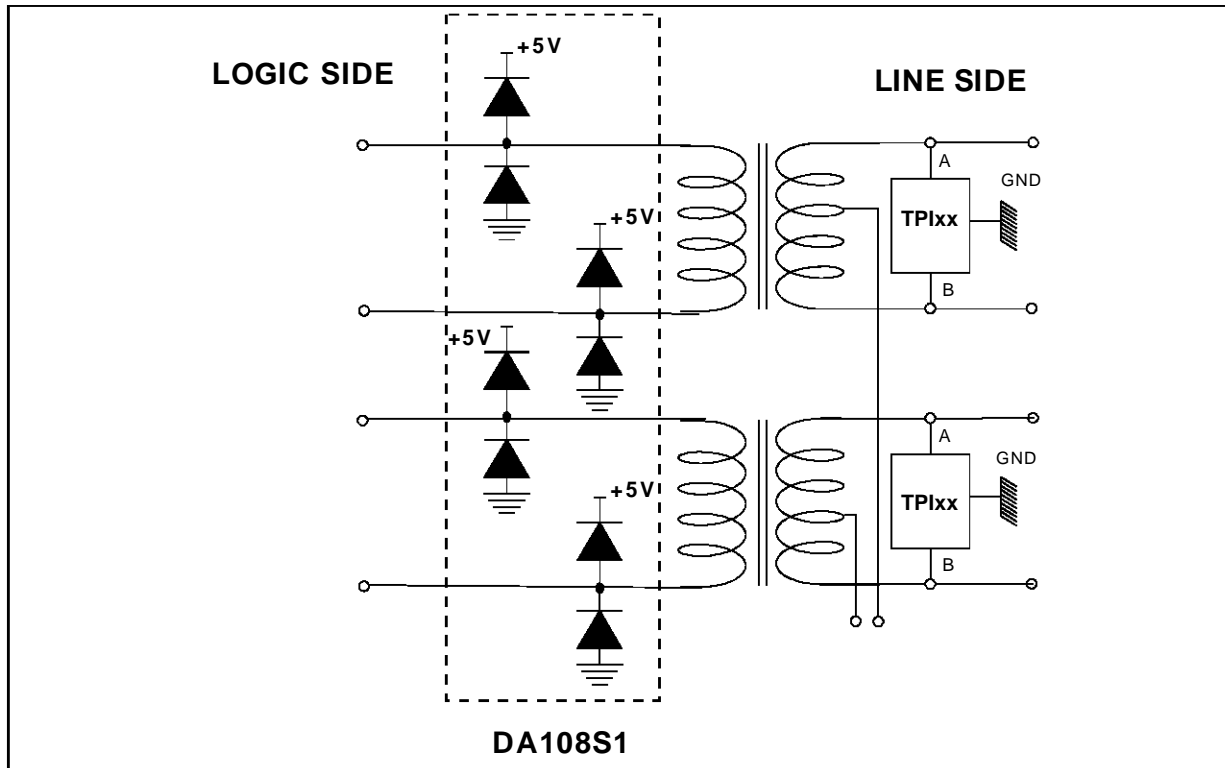 +5V
LOGIC SIDE
LINE SIDE
A
GND
TPIxx
+5V
B
+5V
A
GND
+5V
TPIxx
B
DA108S1